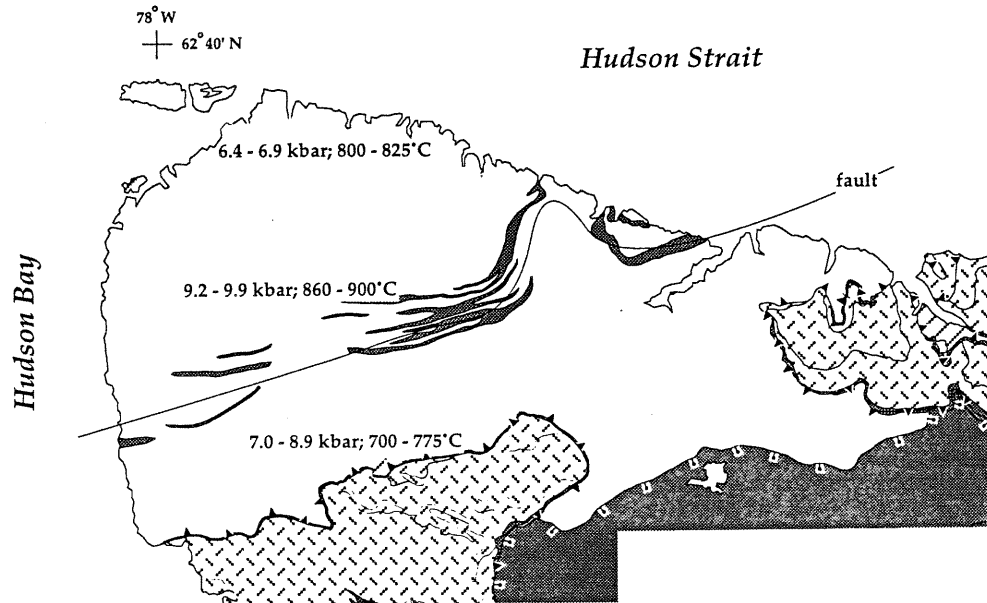 78° W
62° 40' N
Hudson Strait
6.4 - 6.9 kbar; 800 - 825°C
fault
9.2 - 9.9 kbar; 860 - 900°C
Hudson Bay
7.0 - 8.9 kbar; 700 - 775°C